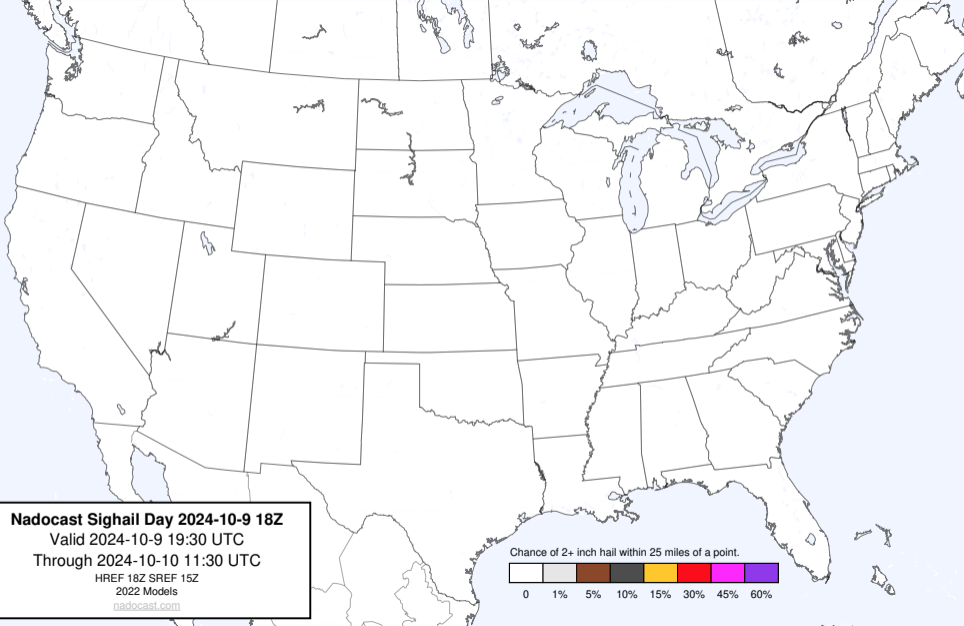 Nadocast Sighail Day 2024-10-9 18Z
Valid 2024-10-9 19:30 UTC
Through 2024-10-10 11:30 UTC
HREF 18Z SREF 15Z
2022 Models
nadocast.com
Chance of 2+ inch hail within 25 miles of a point.
0 1% 5% 10% 15% 30% 45% 60%